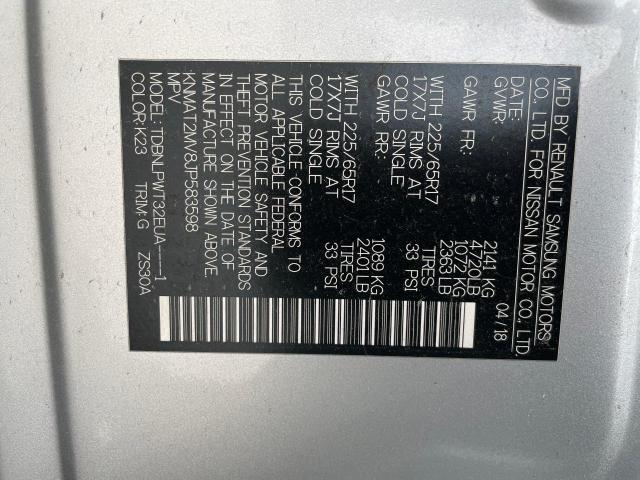 MFD BY RENAULT SAMSUNG MOTORS
CO., LTD. FOR NISSAN MOTOR CO., LTD.
DATE: 04/18
GVWR: 2141 KG
4720LB
GAWR FR: 1072 KG
2363 LB
WITH 225/65R17 TIRES
17X7J RIMS AT 33 PSI
COLD SINGLE
GAWR RR: 1089 KG
2401 LB
WITH 225/65R17 TIRES
17X7J RIMS AT 33 PSI
COLD SINGLE
THIS VEHICLE CONFORMS TO
ALL APPLICABLE FEDERAL
MOTOR VEHICLE SAFETY AND
THEFT PREVENTION STANDARDS
IN EFFECT ON THE DATE OF
MANUFACTURE SHOWN ABOVE.
KNMAT2MV8JP583568
MPV
MODEL: TDBNLPWT32EUA-----1
COLOR: K23 TRIM:G ZS30A